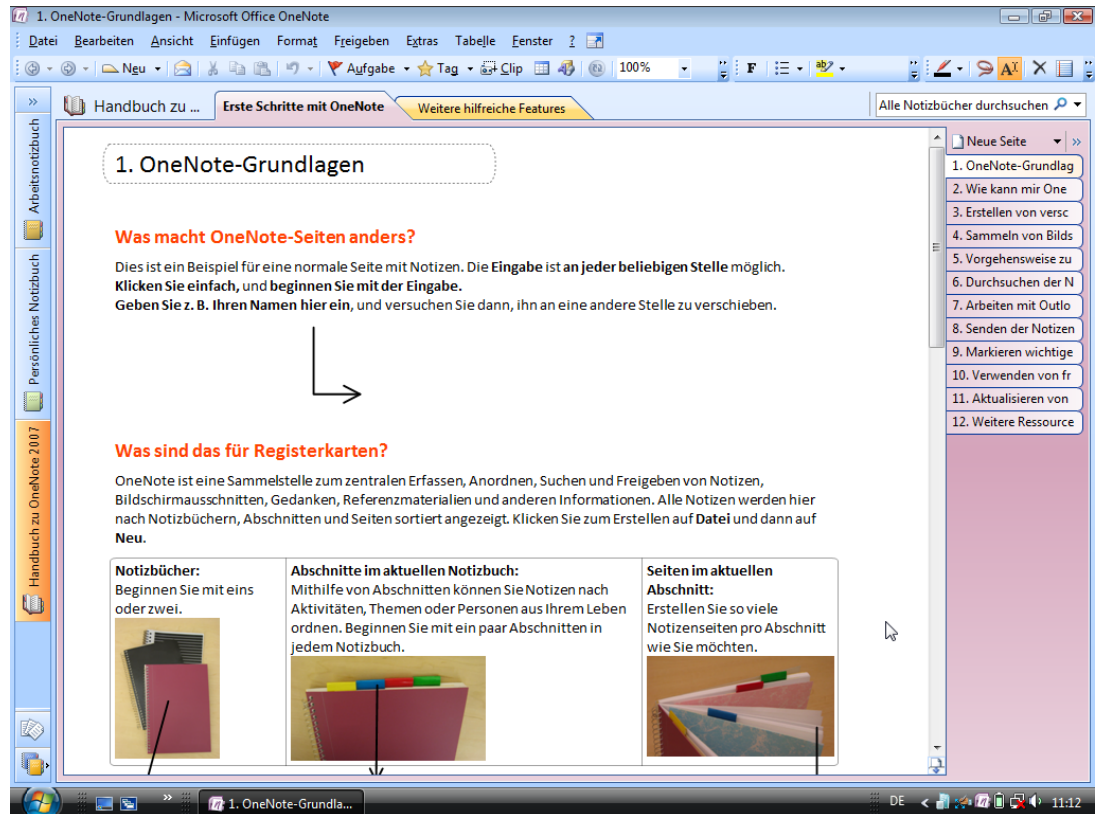 1. OneNote-Grundlagen - Microsoft Office OneNote
Datei Bearbeiten Ansicht Einfügen Format Freigeben Extras Tabelle Fenster ?
Neu Aufgabe Tag Clip 100% F ab
Handbuch zu ... Erste Schritte mit OneNote Weitere hilfreiche Features Alle Notizbücher durchsuchen
Arbeitsnotizbuch
Persönliches Notizbuch
Handbuch zu OneNote 2007
1. OneNote-Grundlagen
Was macht OneNote-Seiten anders?
Dies ist ein Beispiel für eine normale Seite mit Notizen. Die Eingabe ist an jeder beliebigen Stelle möglich.
Klicken Sie einfach, und beginnen Sie mit der Eingabe.
Geben Sie z. B. Ihren Namen hier ein, und versuchen Sie dann, ihn an eine andere Stelle zu verschieben.
Was sind das für Registerkarten?
OneNote ist eine Sammelstelle zum zentralen Erfassen, Anordnen, Suchen und Freigeben von Notizen,
Bildschirmausschnitten, Gedanken, Referenzmaterialien und anderen Informationen. Alle Notizen werden hier
nach Notizbüchern, Abschnitten und Seiten sortiert angezeigt. Klicken Sie zum Erstellen auf Datei und dann auf
Neu.
Notizbücher:
Beginnen Sie mit eins
oder zwei.
Abschnitte im aktuellen Notizbuch:
Mithilfe von Abschnitten können Sie Notizen nach
Aktivitäten, Themen oder Personen aus Ihrem Leben
ordnen. Beginnen Sie mit ein paar Abschnitten in
jedem Notizbuch.
Seiten im aktuellen
Abschnitt:
Erstellen Sie so viele
Notizenseiten pro Abschnitt
wie Sie möchten.
Neue Seite
1. OneNote-Grundlag
2. Wie kann mir One
3. Erstellen von versc
4. Sammeln von Bilds
5. Vorgehensweise zu
6. Durchsuchen der N
7. Arbeiten mit Outlo
8. Senden der Notizen
9. Markieren wichtige
10. Verwenden von fr
11. Aktualisieren von
12. Weitere Ressource
1. OneNote-Grundla... DE 11:12